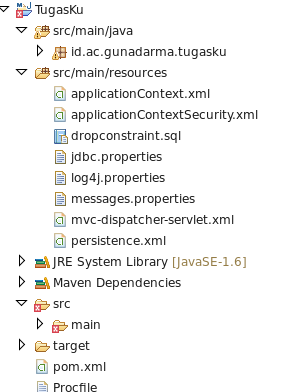 TugasKu
src/main/java
id.ac.gunadarma.tugasku
src/main/resources
applicationContext.xml
applicationContextSecurity.xml
dropconstraint.sql
jdbc.properties
log4j.properties
messages.properties
mvc-dispatcher-servlet.xml
persistence.xml
JRE System Library [JavaSE-1.6]
Maven Dependencies
src
main
target
pom.xml
Procfile